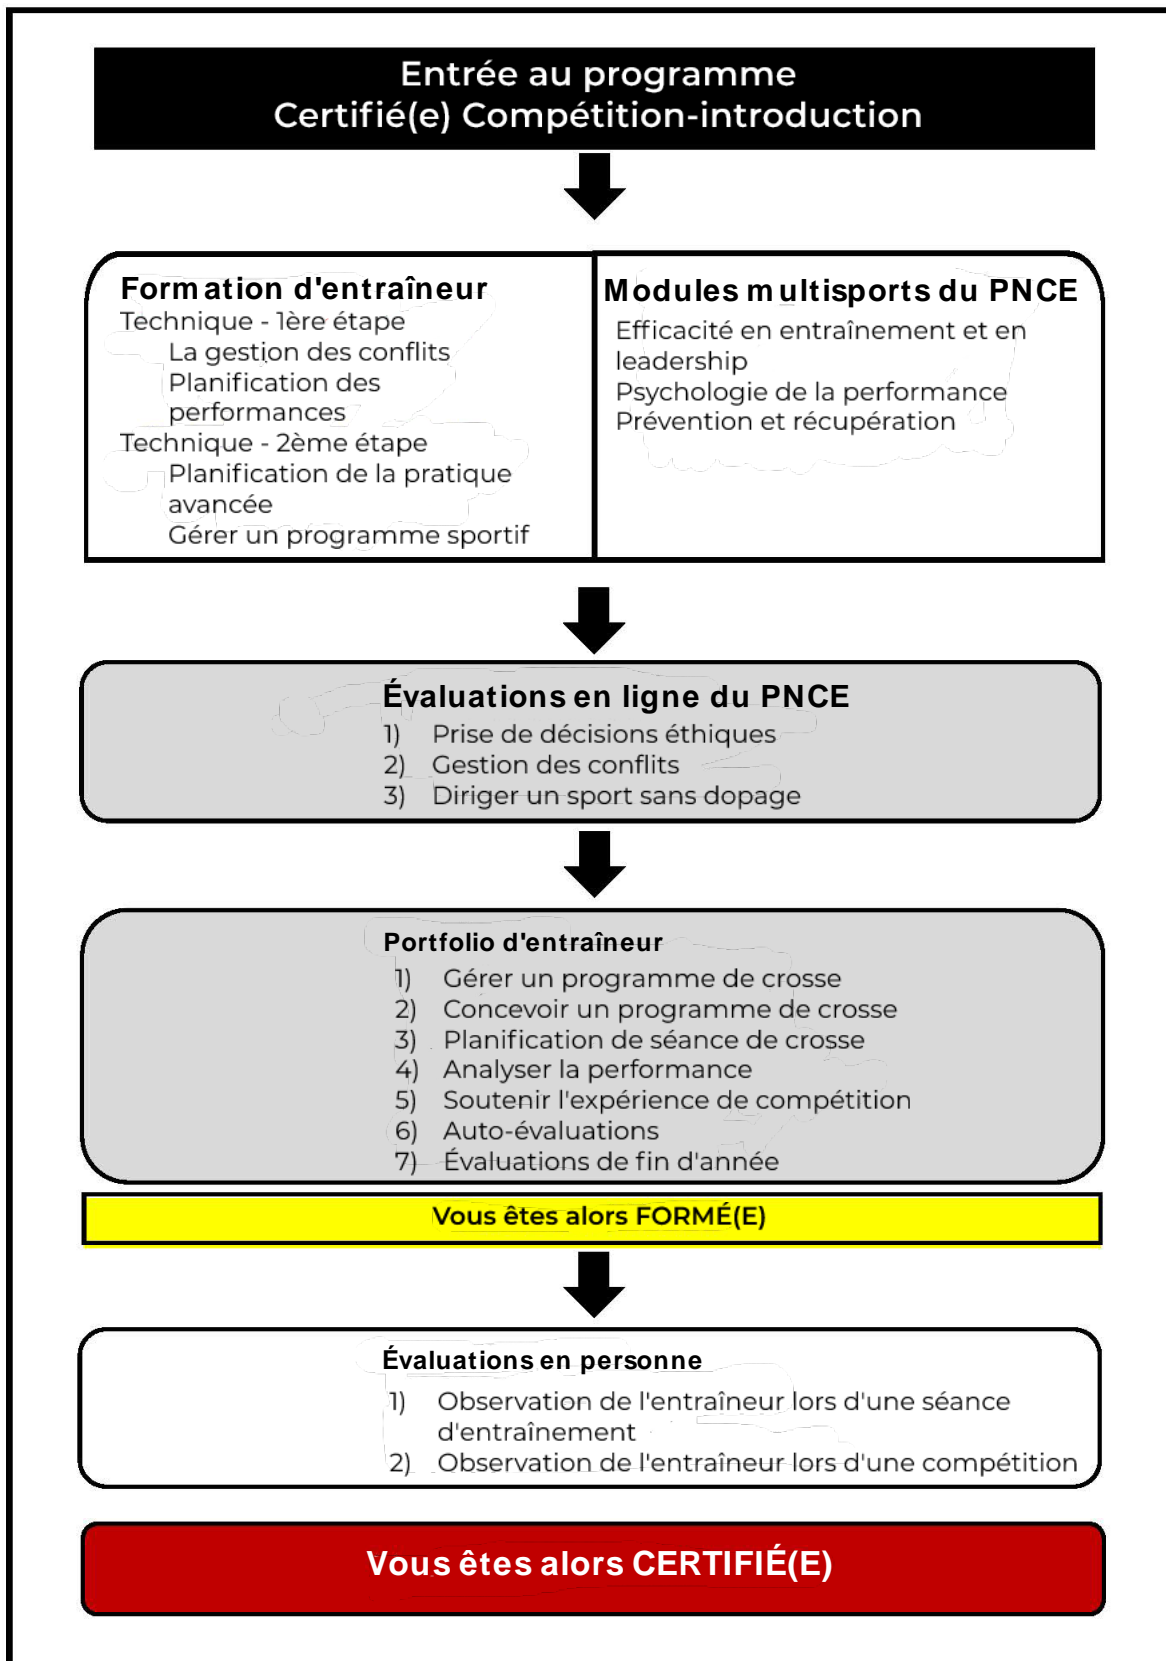 Entrée au programme
Certifié(e) Compétition-introduction
Formation d'entraîneur
Technique - 1ère étape
La gestion des conflits
Planification des
performances
Technique - 2ème étape
Planification de la pratique
avancée
Gérer un programme sportif
Modules multisports du PNCE
Efficacité en entraînement et en
leadership
Psychologie de la performance
Prévention et récupération
Évaluations en ligne du PNCE
1) Prise de décisions éthiques
2) Gestion des conflits
3) Diriger un sport sans dopage
Portfolio d'entraîneur
1) Gérer un programme de crosse
2) Concevoir un programme de crosse
3) Planification de séance de crosse
4) Analyser la performance
5) Soutenir l'expérience de compétition
6) Auto-évaluations
7) Évaluations de fin d'année
Vous êtes alors FORMÉ(E)
Évaluations en personne
1) Observation de l'entraîneur lors d'une séance
d'entraînement
2) Observation de l'entraîneur lors d'une compétition
Vous êtes alors CERTIFIÉ(E)